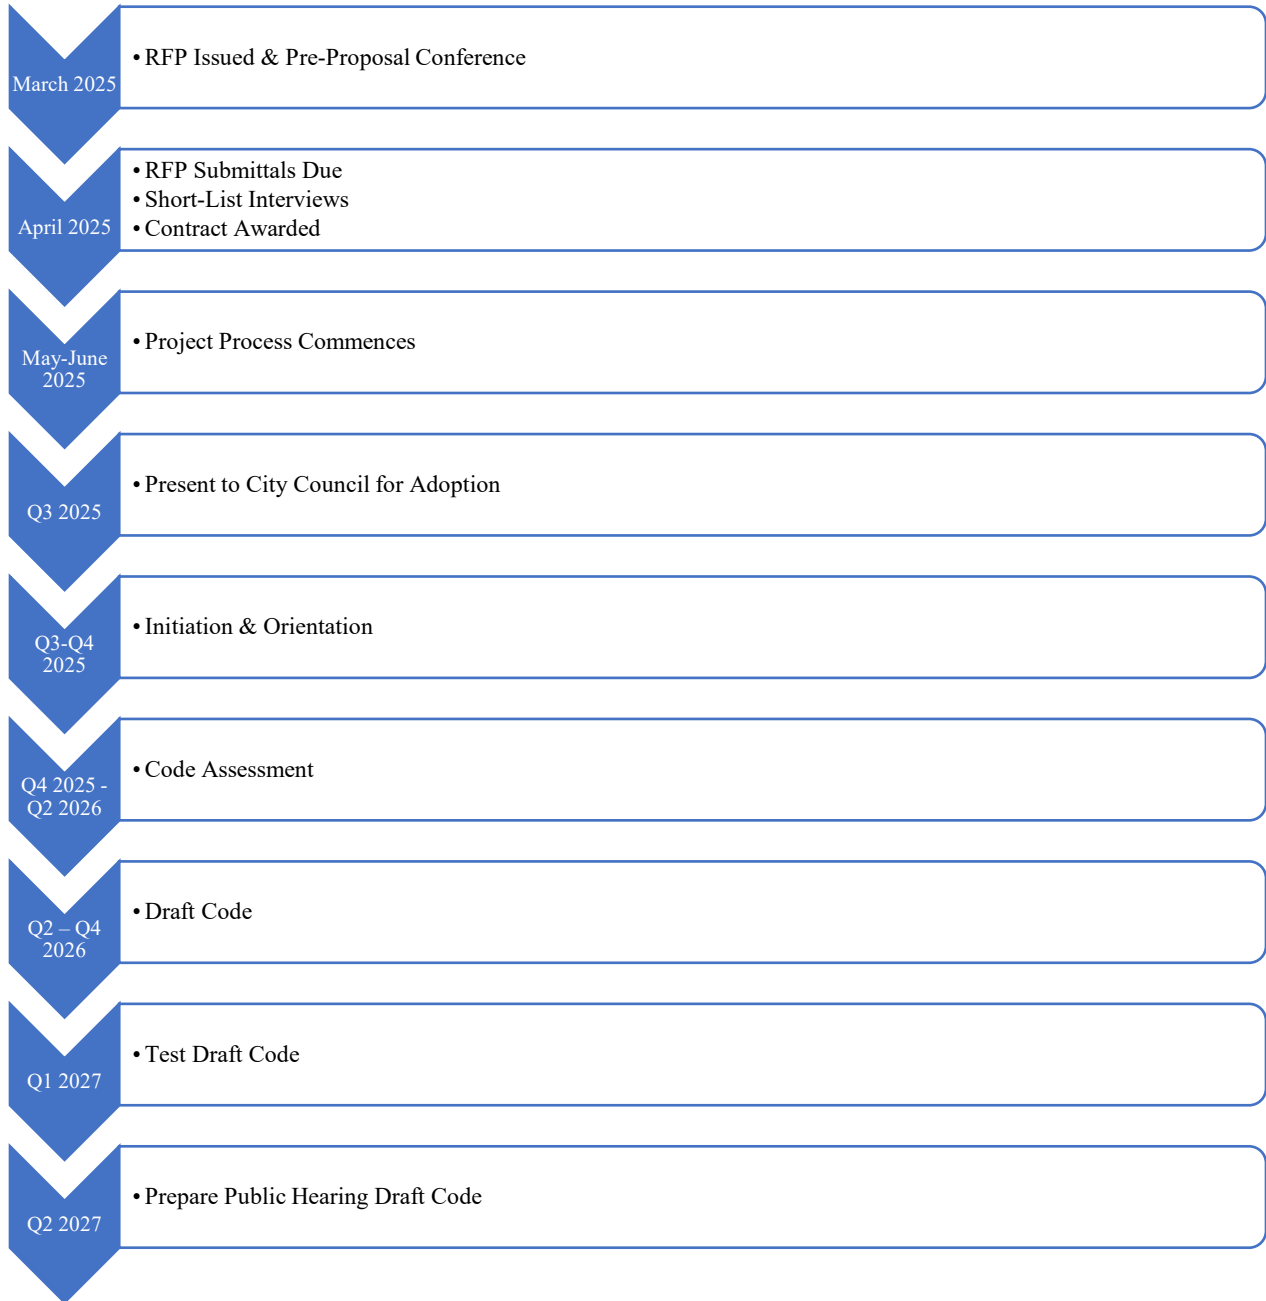 March 2025
• RFP Issued & Pre-Proposal Conference
April 2025
• RFP Submittals Due
• Short-List Interviews
• Contract Awarded
May-June
2025
• Project Process Commences
Q3 2025
• Present to City Council for Adoption
Q3-Q4
2025
• Initiation & Orientation
Q4 2025 -
Q2 2026
• Code Assessment
Q2 – Q4
2026
• Draft Code
Q1 2027
• Test Draft Code
Q2 2027
• Prepare Public Hearing Draft Code